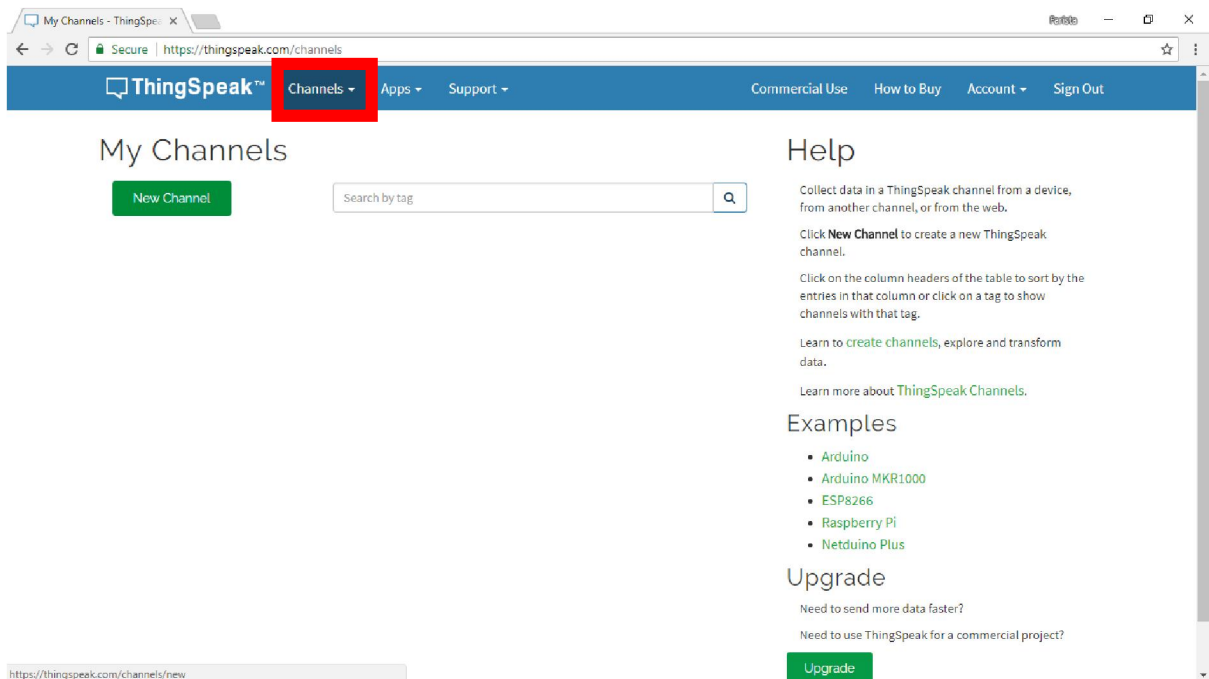 My Channels - ThingSpea
Secure | https://thingspeak.com/channels
ThingSpeak™ Channels Apps Support Commercial Use How to Buy Account Sign Out
My Channels
New Channel
Search by tag
Help
Collect data in a ThingSpeak channel from a device,
from another channel, or from the web.
Click New Channel to create a new ThingSpeak
channel.
Click on the column headers of the table to sort by the
entries in that column or click on a tag to show
channels with that tag.
Learn to create channels, explore and transform
data.
Learn more about ThingSpeak Channels.
Examples
Arduino
Arduino MKR1000
ESP8266
Raspberry Pi
Netduino Plus
Upgrade
Need to send more data faster?
Need to use ThingSpeak for a commercial project?
Upgrade
https://thingspeak.com/channels/new